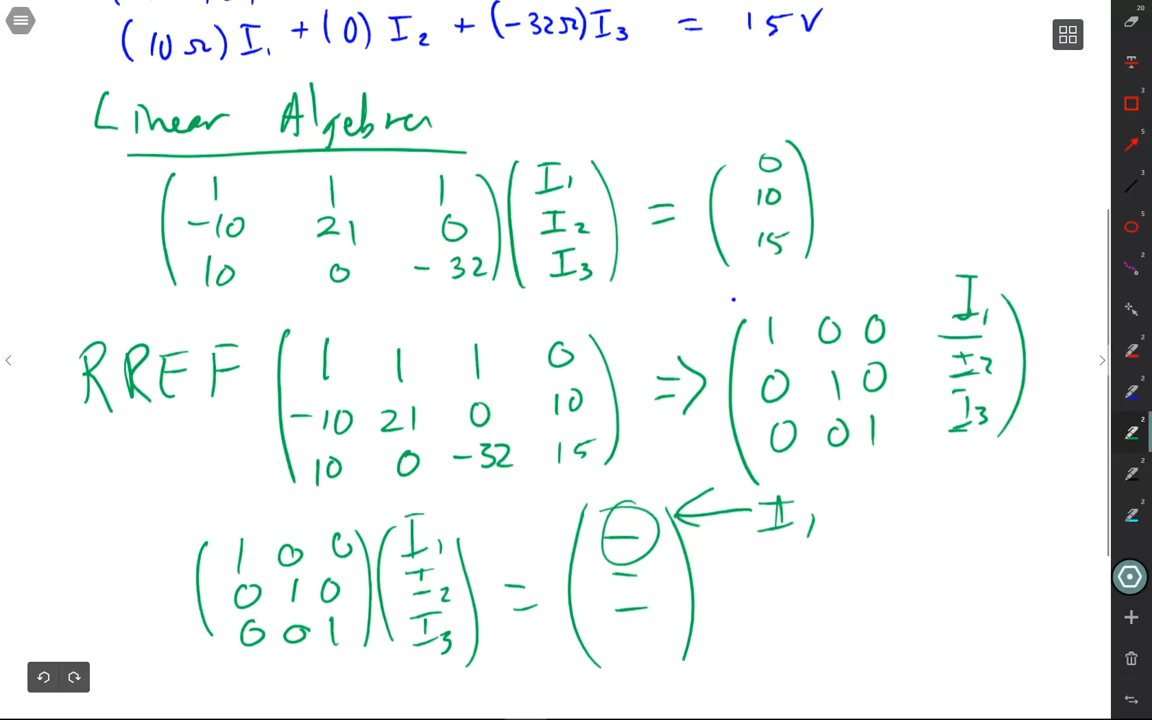 (10 Ω) I₁ + (0) I₂ + (-32Ω) I₃ = 15 V
Linear Algebra
( 1 1 1 ) ( I₁ ) = ( 0 )
( -10 21 0 ) ( I₂ ) ( 10 )
( 10 0 -32 ) ( I₃ ) ( 15 )
RREF ( 1 1 1 0 ) => ( 1 0 0 I₁ )
( -10 21 0 10 ) ( 0 1 0 I₂ )
( 10 0 -32 15 ) ( 0 0 1 I₃ )
( 1 0 0 ) ( I₁ ) = ( — ) ← I₁
( 0 1 0 ) ( I₂ ) ( — )
( 0 0 1 ) ( I₃ ) ( — )